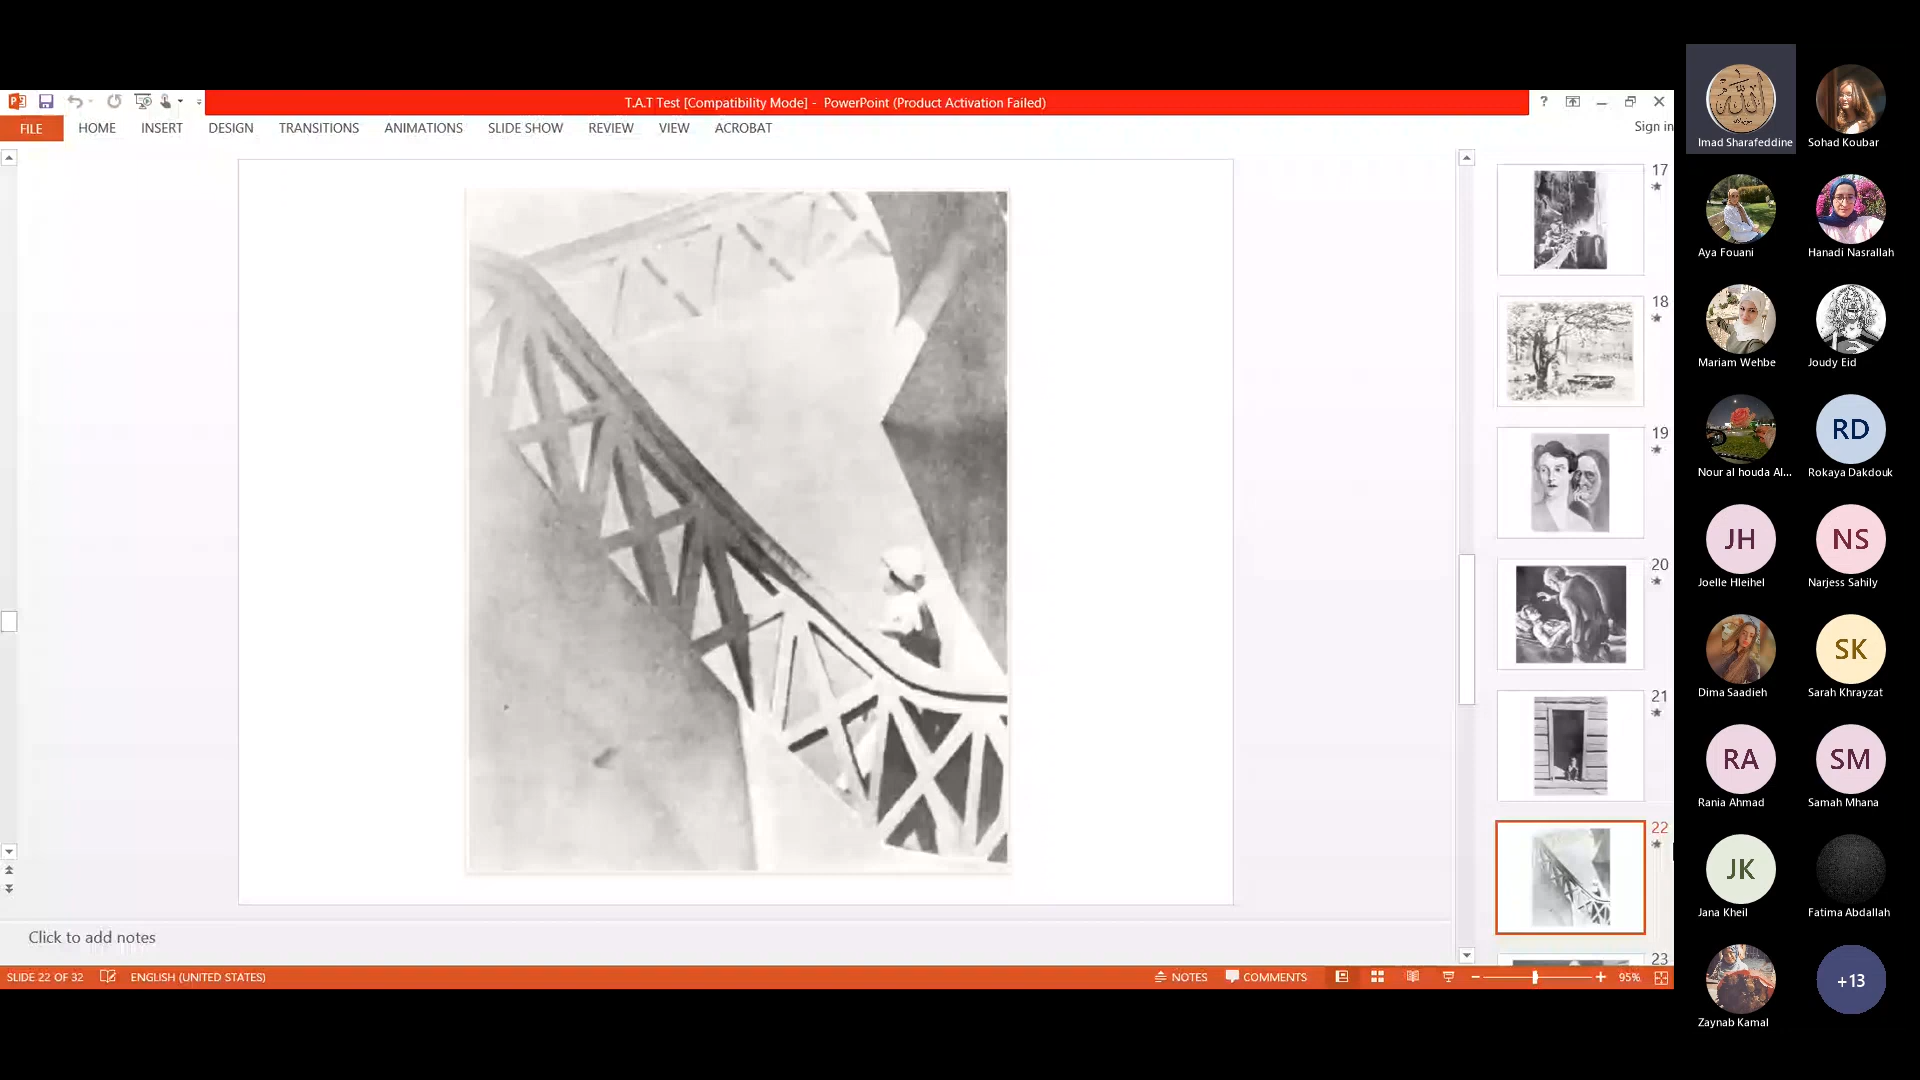 T.A.T Test [Compatibility Mode] - PowerPoint (Product Activation Failed)
?
FILE HOME INSERT DESIGN TRANSITIONS ANIMATIONS SLIDE SHOW REVIEW VIEW ACROBAT
Sign in
17
18
19
20
21
22
23
Click to add notes
SLIDE 22 OF 32 ENGLISH (UNITED STATES) NOTES COMMENTS 95%
Imad Sharafeddine Sohad Koubar
Aya Fouani Hanadi Nasrallah
Mariam Wehbe Joudy Eid
RD
Nour al houda Al... Rokaya Dakdouk
JH NS
Joelle Hleihel Narjess Sahily
SK
Dima Saadieh Sarah Khrayzat
RA SM
Rania Ahmad Samah Mhana
JK
Jana Kheil Fatima Abdallah
+13
Zaynab Kamal